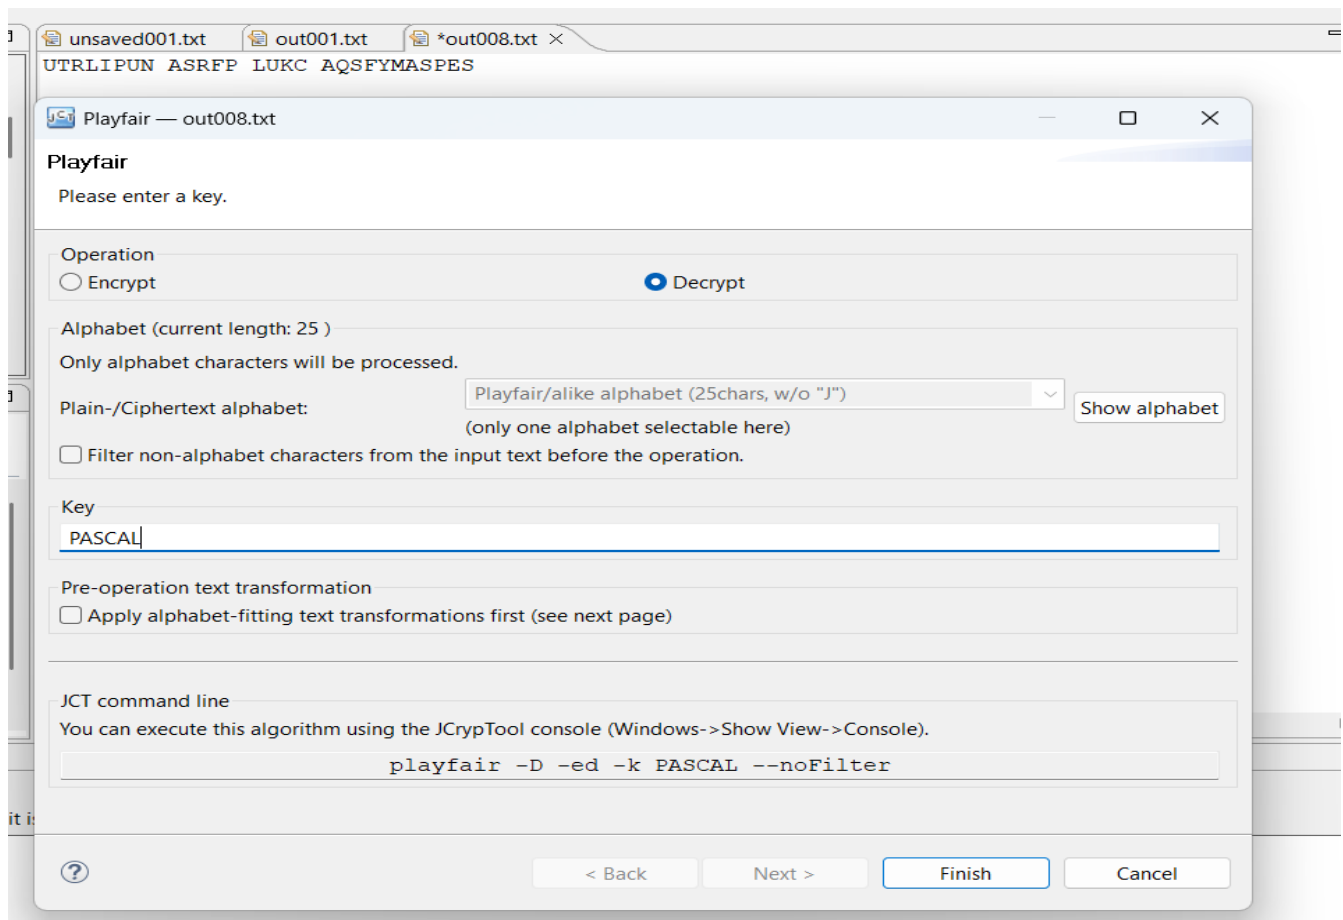 unsaved001.txt out001.txt *out008.txt
UTRLIPUN ASRFP LUKC AQSFYMASPES
JCT Playfair — out008.txt
Playfair
Please enter a key.
Operation
Encrypt Decrypt
Alphabet (current length: 25 )
Only alphabet characters will be processed.
Plain-/Ciphertext alphabet: Playfair/alike alphabet (25chars, w/o "J") Show alphabet
(only one alphabet selectable here)
Filter non-alphabet characters from the input text before the operation.
Key
PASCAL
Pre-operation text transformation
Apply alphabet-fitting text transformations first (see next page)
JCT command line
You can execute this algorithm using the JCrypTool console (Windows->Show View->Console).
playfair -D -ed -k PASCAL --noFilter
it is
? < Back Next > Finish Cancel